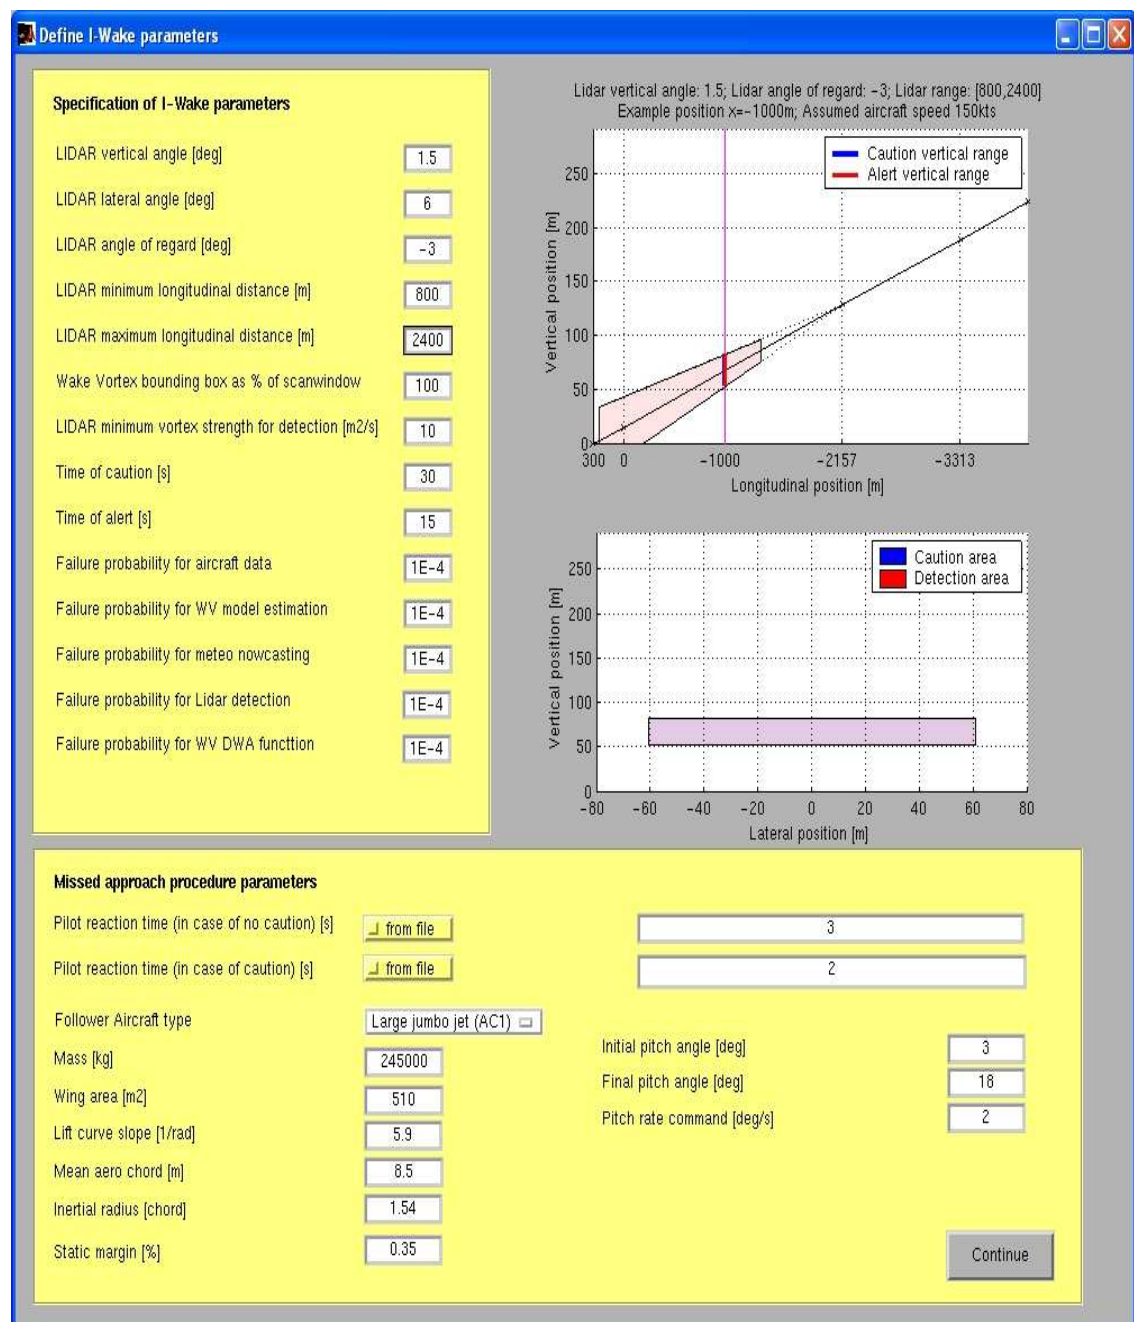 Define I-Wake parameters
Specification of I-Wake parameters
LIDAR vertical angle [deg] 1.5
LIDAR lateral angle [deg] 6
LIDAR angle of regard [deg] -3
LIDAR minimum longitudinal distance [m] 800
LIDAR maximum longitudinal distance [m] 2400
Wake Vortex bounding box as % of scanwindow 100
LIDAR minimum vortex strength for detection [m2/s] 10
Time of caution [s] 30
Time of alert [s] 15
Failure probability for aircraft data 1E-4
Failure probability for WV model estimation 1E-4
Failure probability for meteo nowcasting 1E-4
Failure probability for Lidar detection 1E-4
Failure probability for WV DWA functtion 1E-4
Lidar vertical angle: 1.5; Lidar angle of regard: -3; Lidar range: [800,2400]
Example position x=-1000m; Assumed aircraft speed 150kts
Caution vertical range
Alert vertical range
Vertical position [m]
250
200
150
100
50
0
300 0 -1000 -2157 -3313
Longitudinal position [m]
Caution area
Detection area
Vertical position [m]
250
200
150
100
50
0
-80 -60 -40 -20 0 20 40 60 80
Lateral position [m]
Missed approach procedure parameters
Pilot reaction time (in case of no caution) [s] from file 3
Pilot reaction time (in case of caution) [s] from file 2
Follower Aircraft type Large jumbo jet (AC1)
Mass [kg] 245000
Wing area [m2] 510
Lift curve slope [1/rad] 5.9
Mean aero chord [m] 8.5
Inertial radius [chord] 1.54
Static margin [%] 0.35
Initial pitch angle [deg] 3
Final pitch angle [deg] 18
Pitch rate command [deg/s] 2
Continue